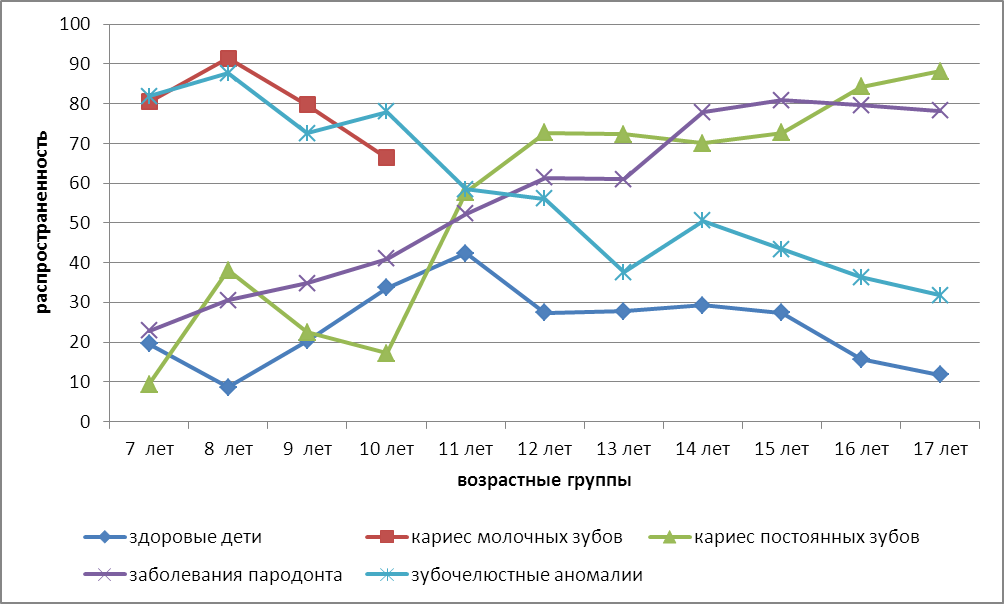 100
90
80
70
60
50
40
30
20
10
0
распространенность
7 лет 8 лет 9 лет 10 лет 11 лет 12 лет 13 лет 14 лет 15 лет 16 лет 17 лет
возрастные группы
здоровые дети кариес молочных зубов кариес постоянных зубов
заболевания пародонта зубочелюстные аномалии